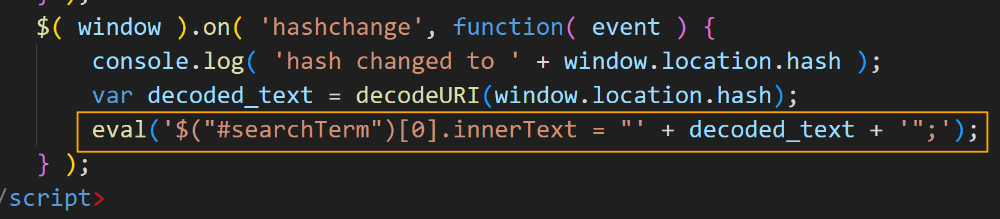 } );
$( window ).on( 'hashchange', function( event ) {
console.log( 'hash changed to ' + window.location.hash );
var decoded_text = decodeURI(window.location.hash);
eval('$("#searchTerm")[0].innerText = "' + decoded_text + '";');
} );
/script>